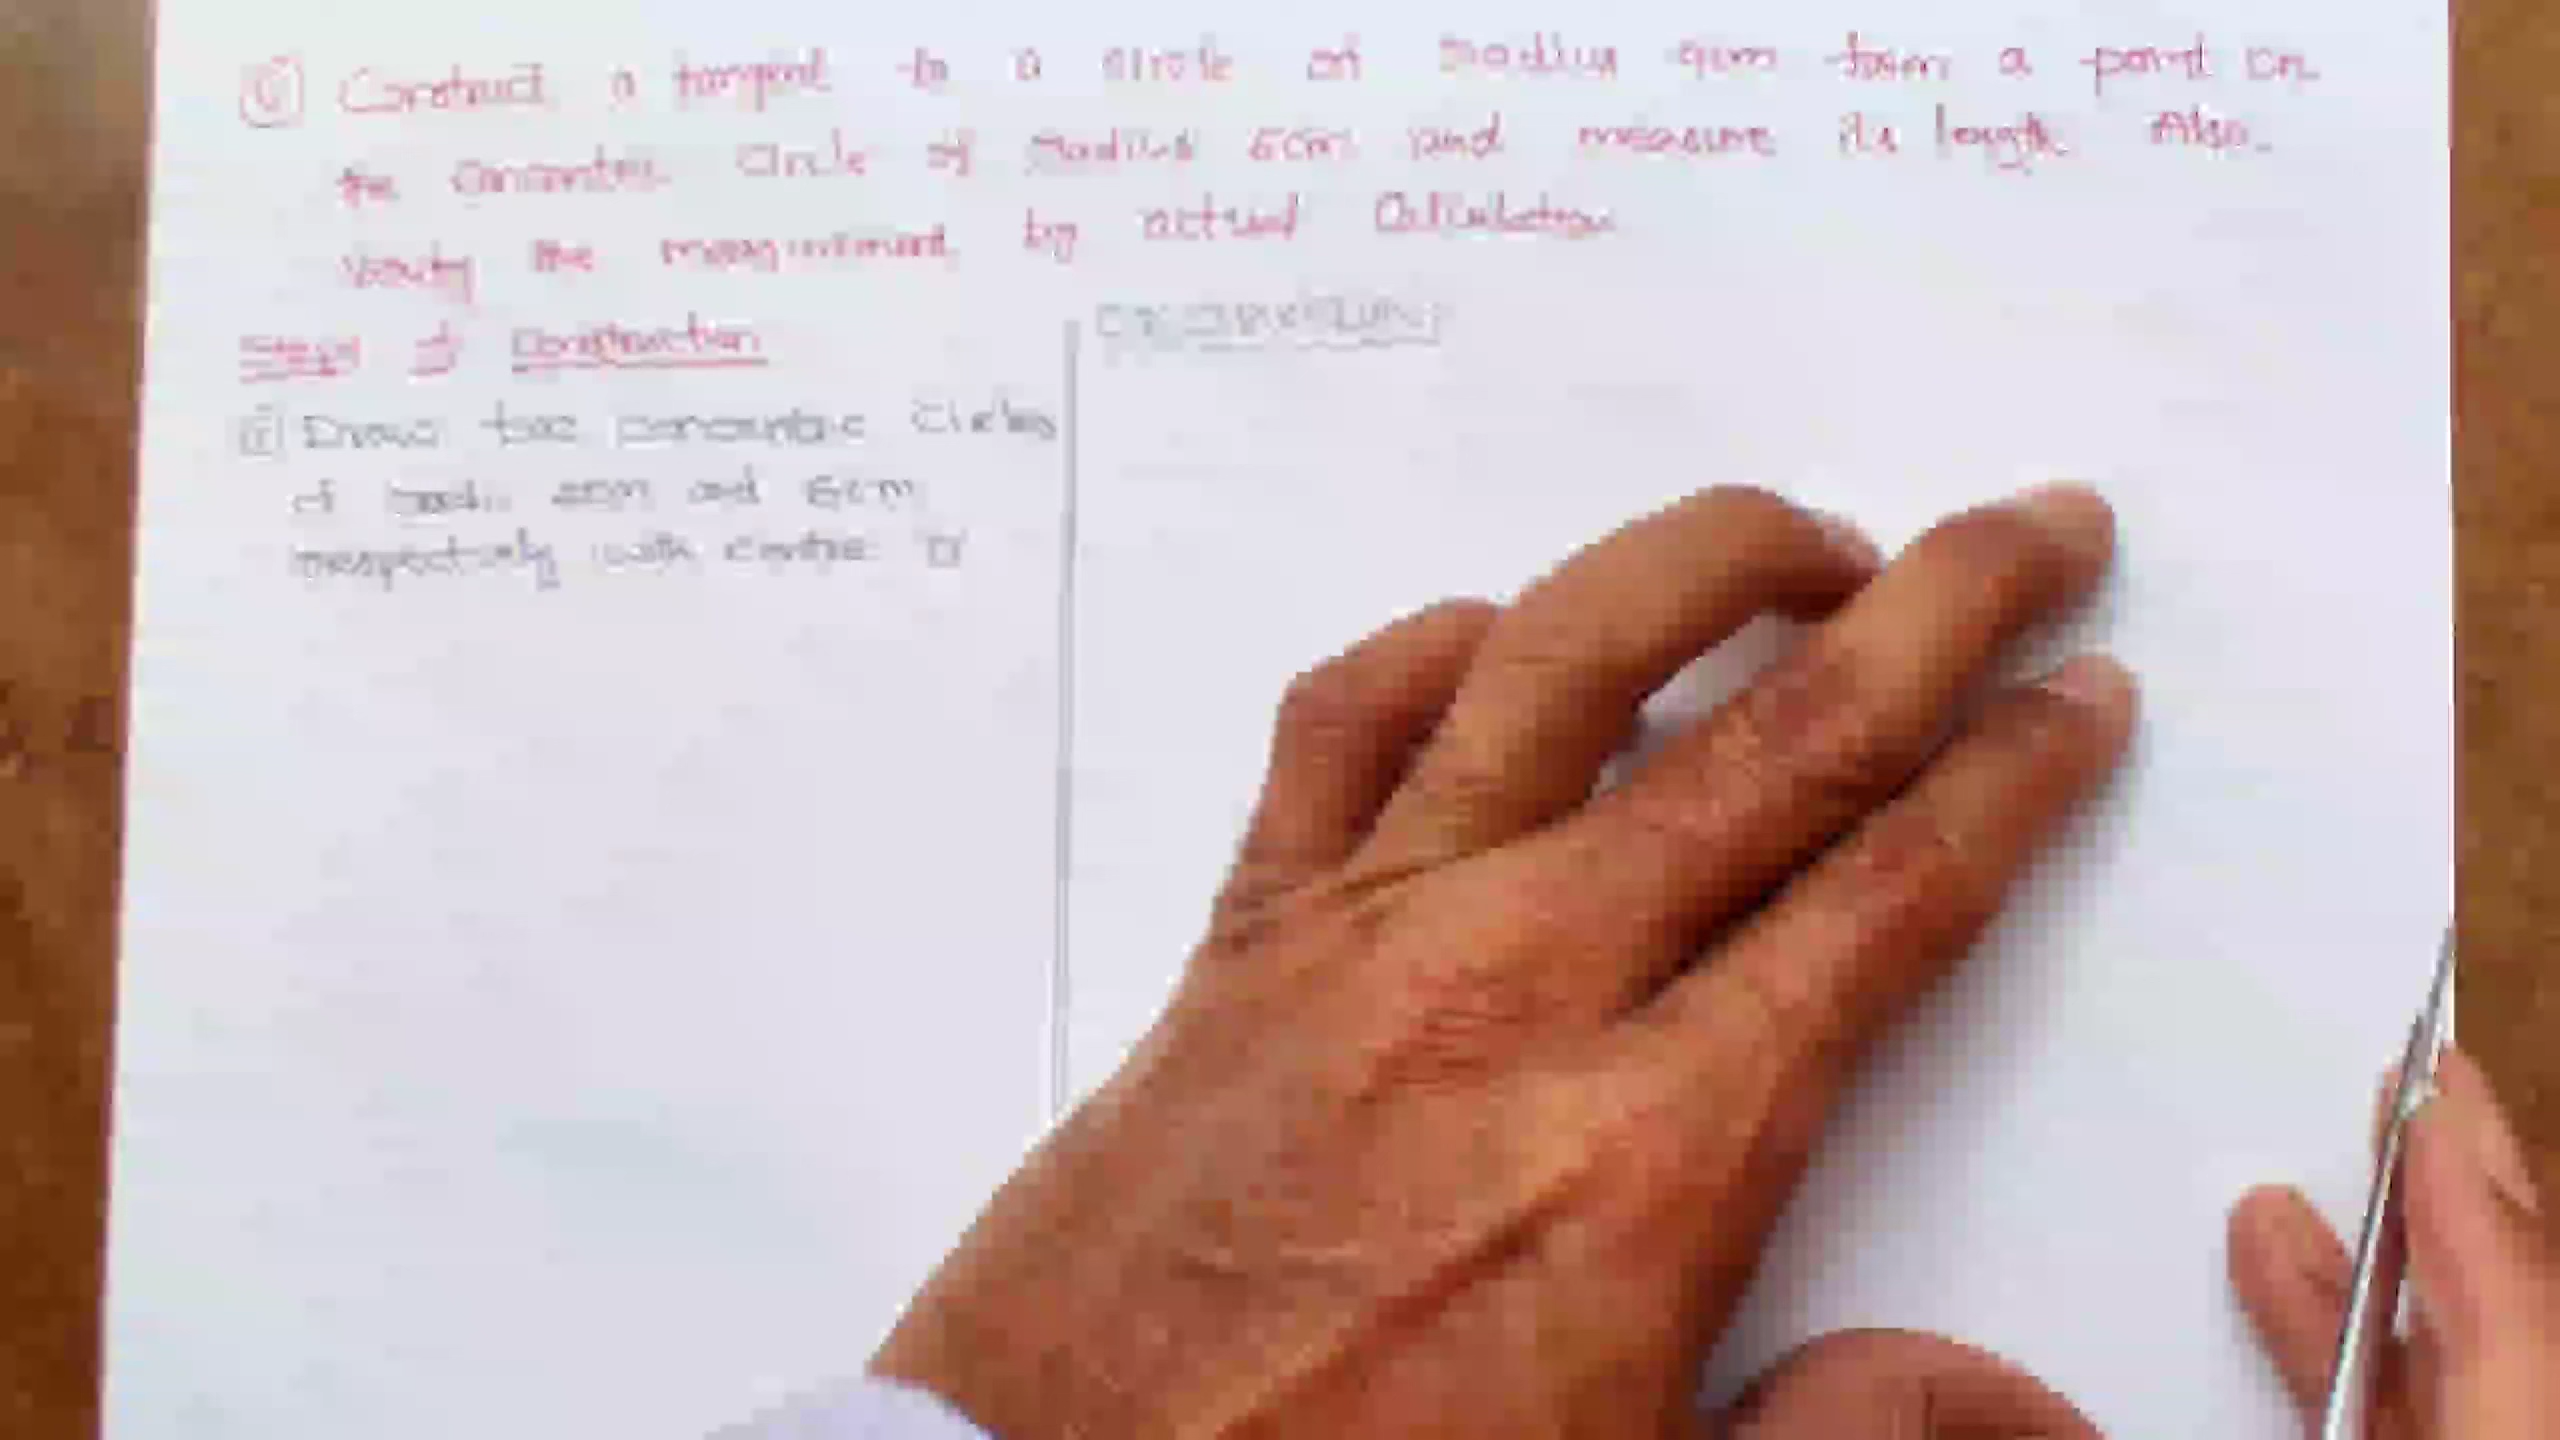 Construct a tangent to a circle of radius 4cm from a point on
the concentric circle of radius 6cm and measure its length. Also
verify the measurement by actual Calculation
Steps of Construction
Draw two concentric Circles
of radii 4cm and 6cm
respectively with centre 'O'
CONSTRUCTION: